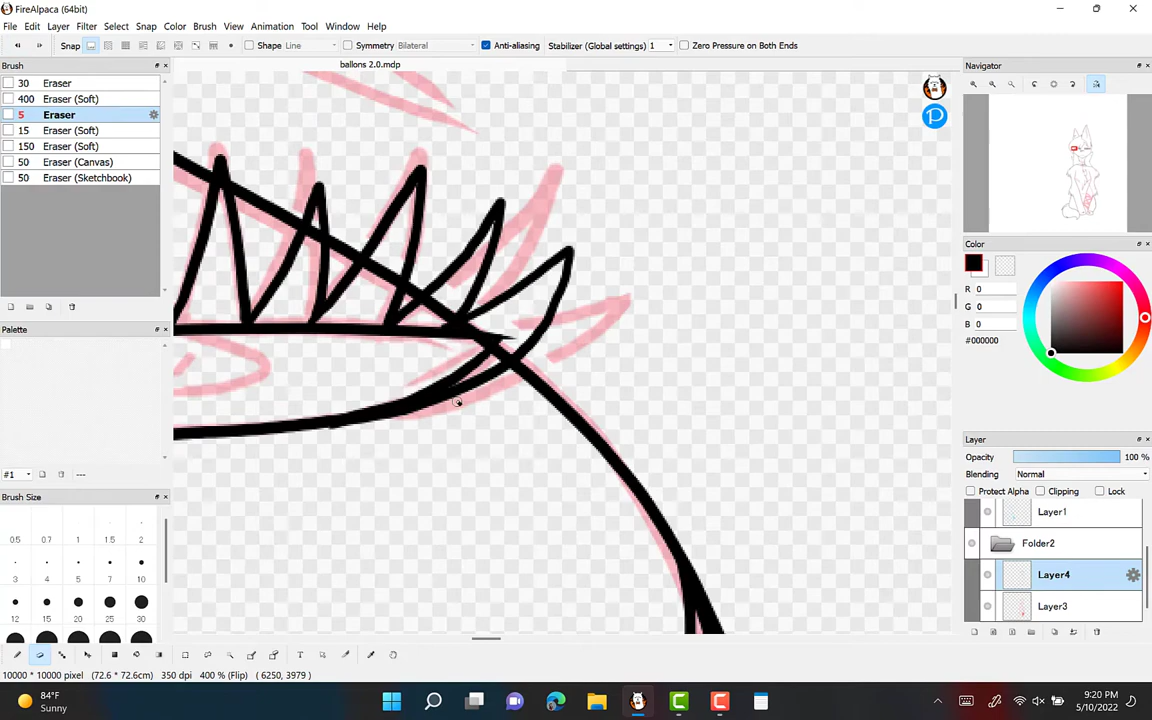 FireAlpaca (64bit)
File Edit Layer Filter Select Snap Color Brush View Animation Tool Window Help
Snap Shape Line Symmetry Bilateral Anti-aliasing Stabilizer (Global settings) 1 Zero Pressure on Both Ends
Brush
ballons 2.0.mdp
Navigator
30 Eraser
400 Eraser (Soft)
5 Eraser
15 Eraser (Soft)
150 Eraser (Soft)
50 Eraser (Canvas)
50 Eraser (Sketchbook)
Color
R 0
G 0
B 0
#000000
Palette
#1 ---
Brush Size
0.5 0.7 1 1.5 2
3 4 5 7 10
12 15 20 25 30
Layer
Opacity 100 %
Blending Normal
Protect Alpha Clipping Lock
Layer1
Folder2
Layer4
Layer3
T
10000 * 10000 pixel (72.6 * 72.6cm) 350 dpi 400 % (Flip) ( 6250, 3979 )
84°F
Sunny
9:20 PM
5/10/2022